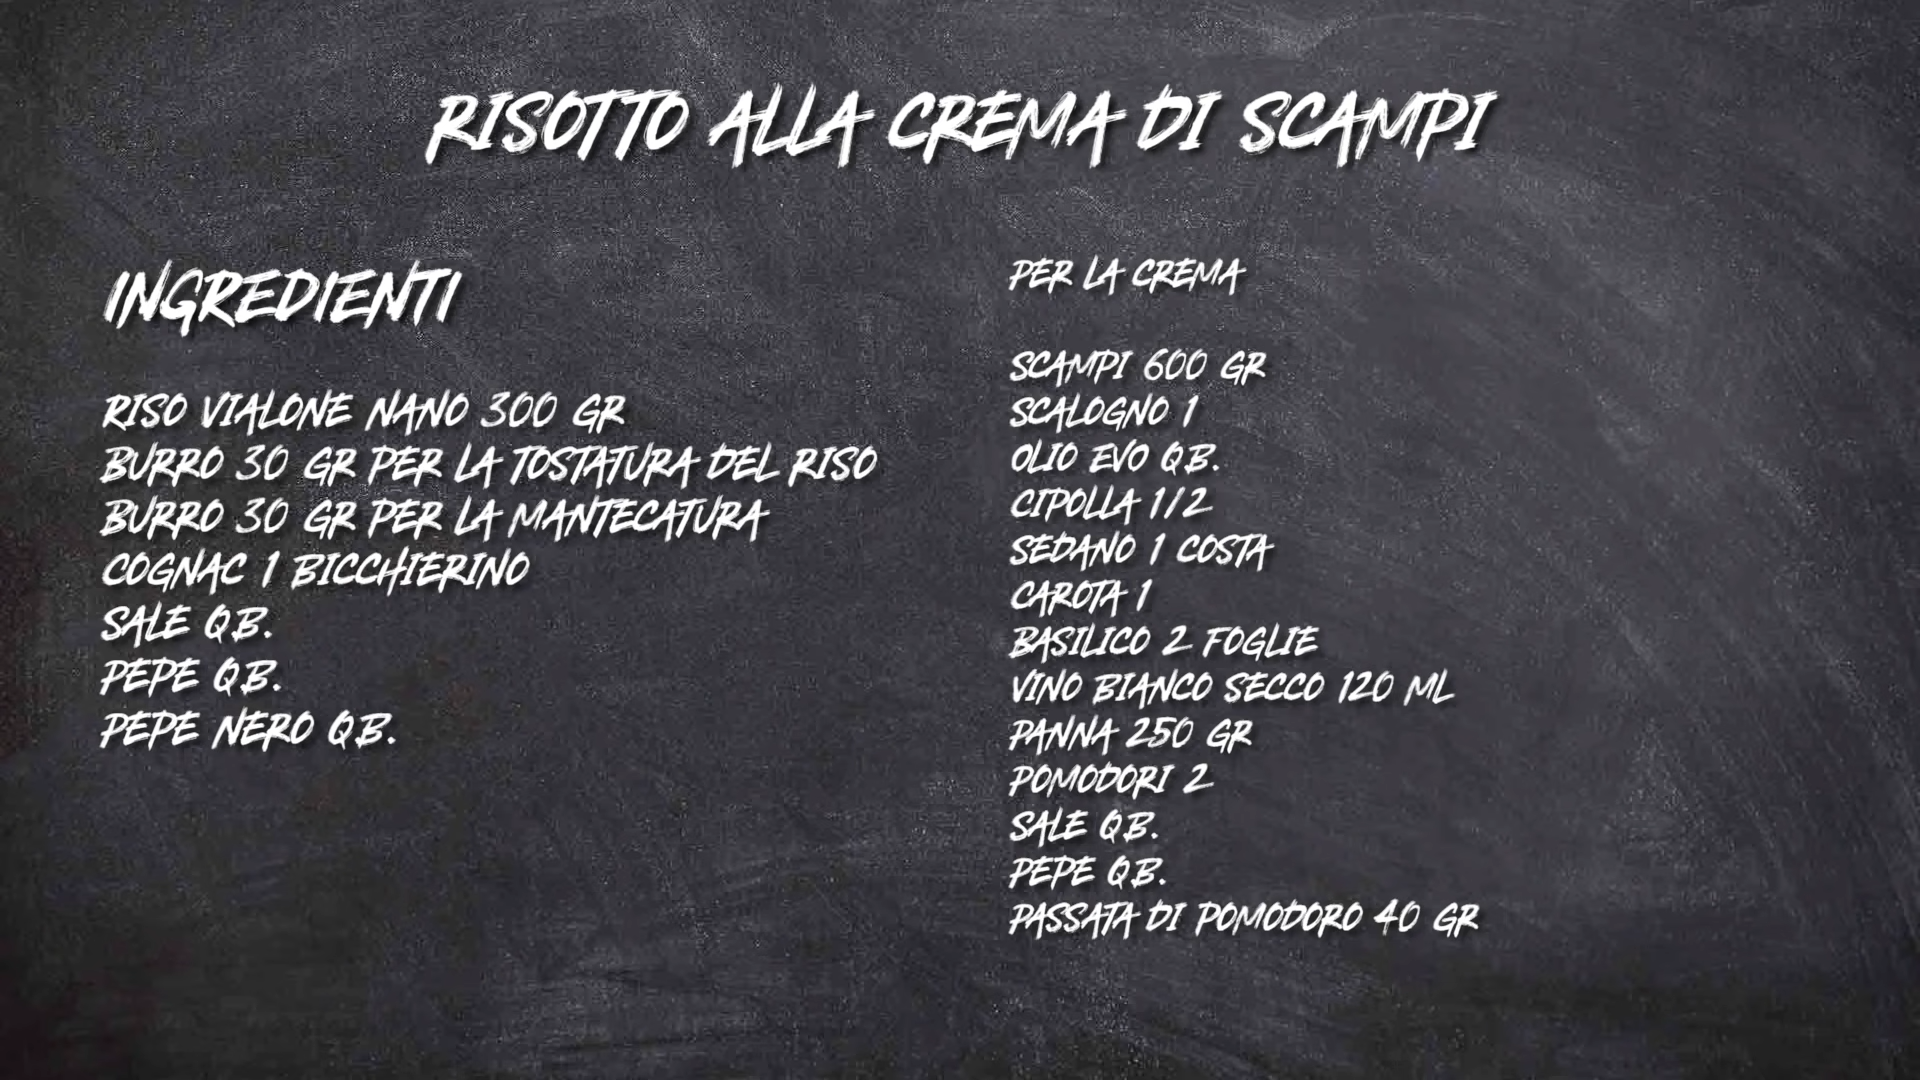 RISOTTO ALLA CREMA DI SCAMPI
INGREDIENTI
RISO VIALONE NANO 300 GR
BURRO 30 GR PER LA TOSTATURA DEL RISO
BURRO 30 GR PER LA MANTECATURA
COGNAC 1 BICCHIERINO
SALE Q.B.
PEPE Q.B.
PEPE NERO Q.B.
PER LA CREMA
SCAMPI 600 GR
SCALOGNO 1
OLIO EVO Q.B.
CIPOLLA 1/2
SEDANO 1 COSTA
CAROTA 1
BASILICO 2 FOGLIE
VINO BIANCO SECCO 120 ML
PANNA 250 GR
POMODORI 2
SALE Q.B.
PEPE Q.B.
PASSATA DI POMODORO 40 GR